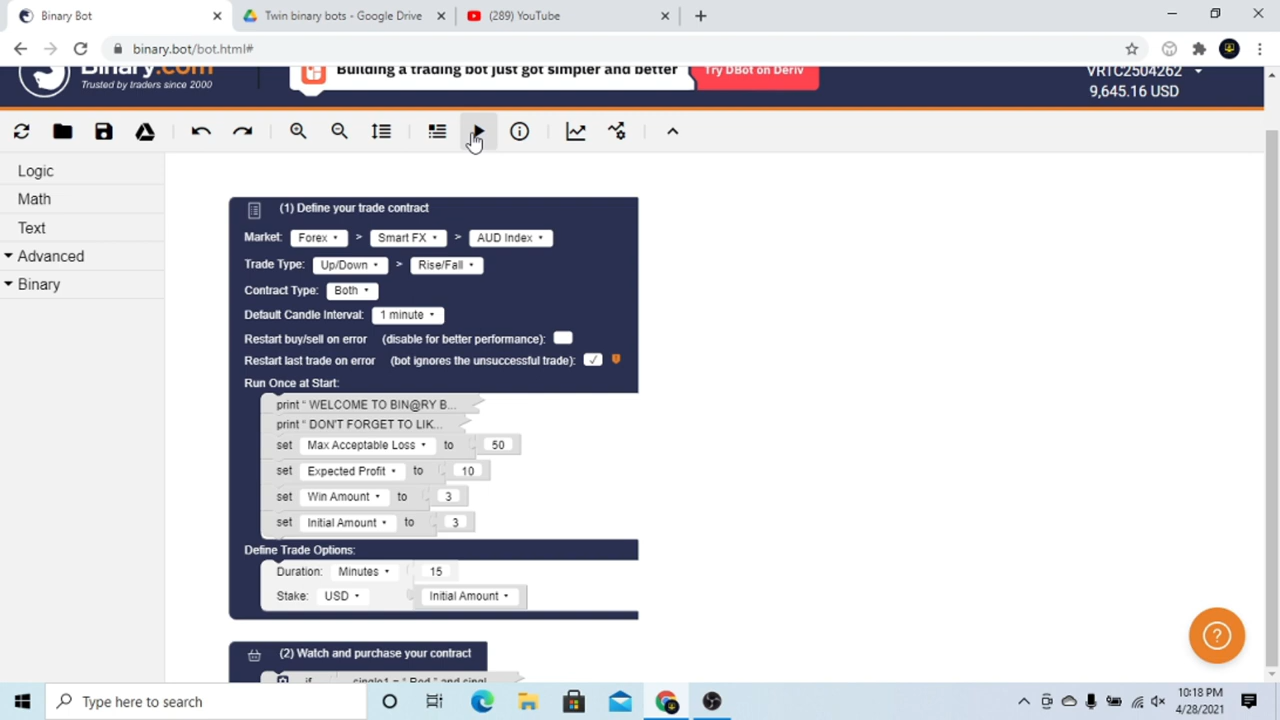 Binary Bot
Twin binary bots - Google Drive
(289) YouTube
binary.bot/bot.html#
Binary.com
Trusted by traders since 2000
Building a trading bot just got simpler and better
Try DBot on Deriv
VRTC2504262
9,645.16 USD
Logic
Math
Text
Advanced
Binary
(1) Define your trade contract
Market: Forex > Smart FX > AUD Index
Trade Type: Up/Down > Rise/Fall
Contract Type: Both
Default Candle Interval: 1 minute
Restart buy/sell on error (disable for better performance):
Restart last trade on error (bot ignores the unsuccessful trade):
Run Once at Start:
print “ WELCOME TO BIN@RY B...
print “ DON'T FORGET TO LIK...
set Max Acceptable Loss to 50
set Expected Profit to 10
set Win Amount to 3
set Initial Amount to 3
Define Trade Options:
Duration: Minutes 15
Stake: USD Initial Amount
(2) Watch and purchase your contract
if single1 = “ Red ” and singl
?
Type here to search
10:18 PM
4/28/2021